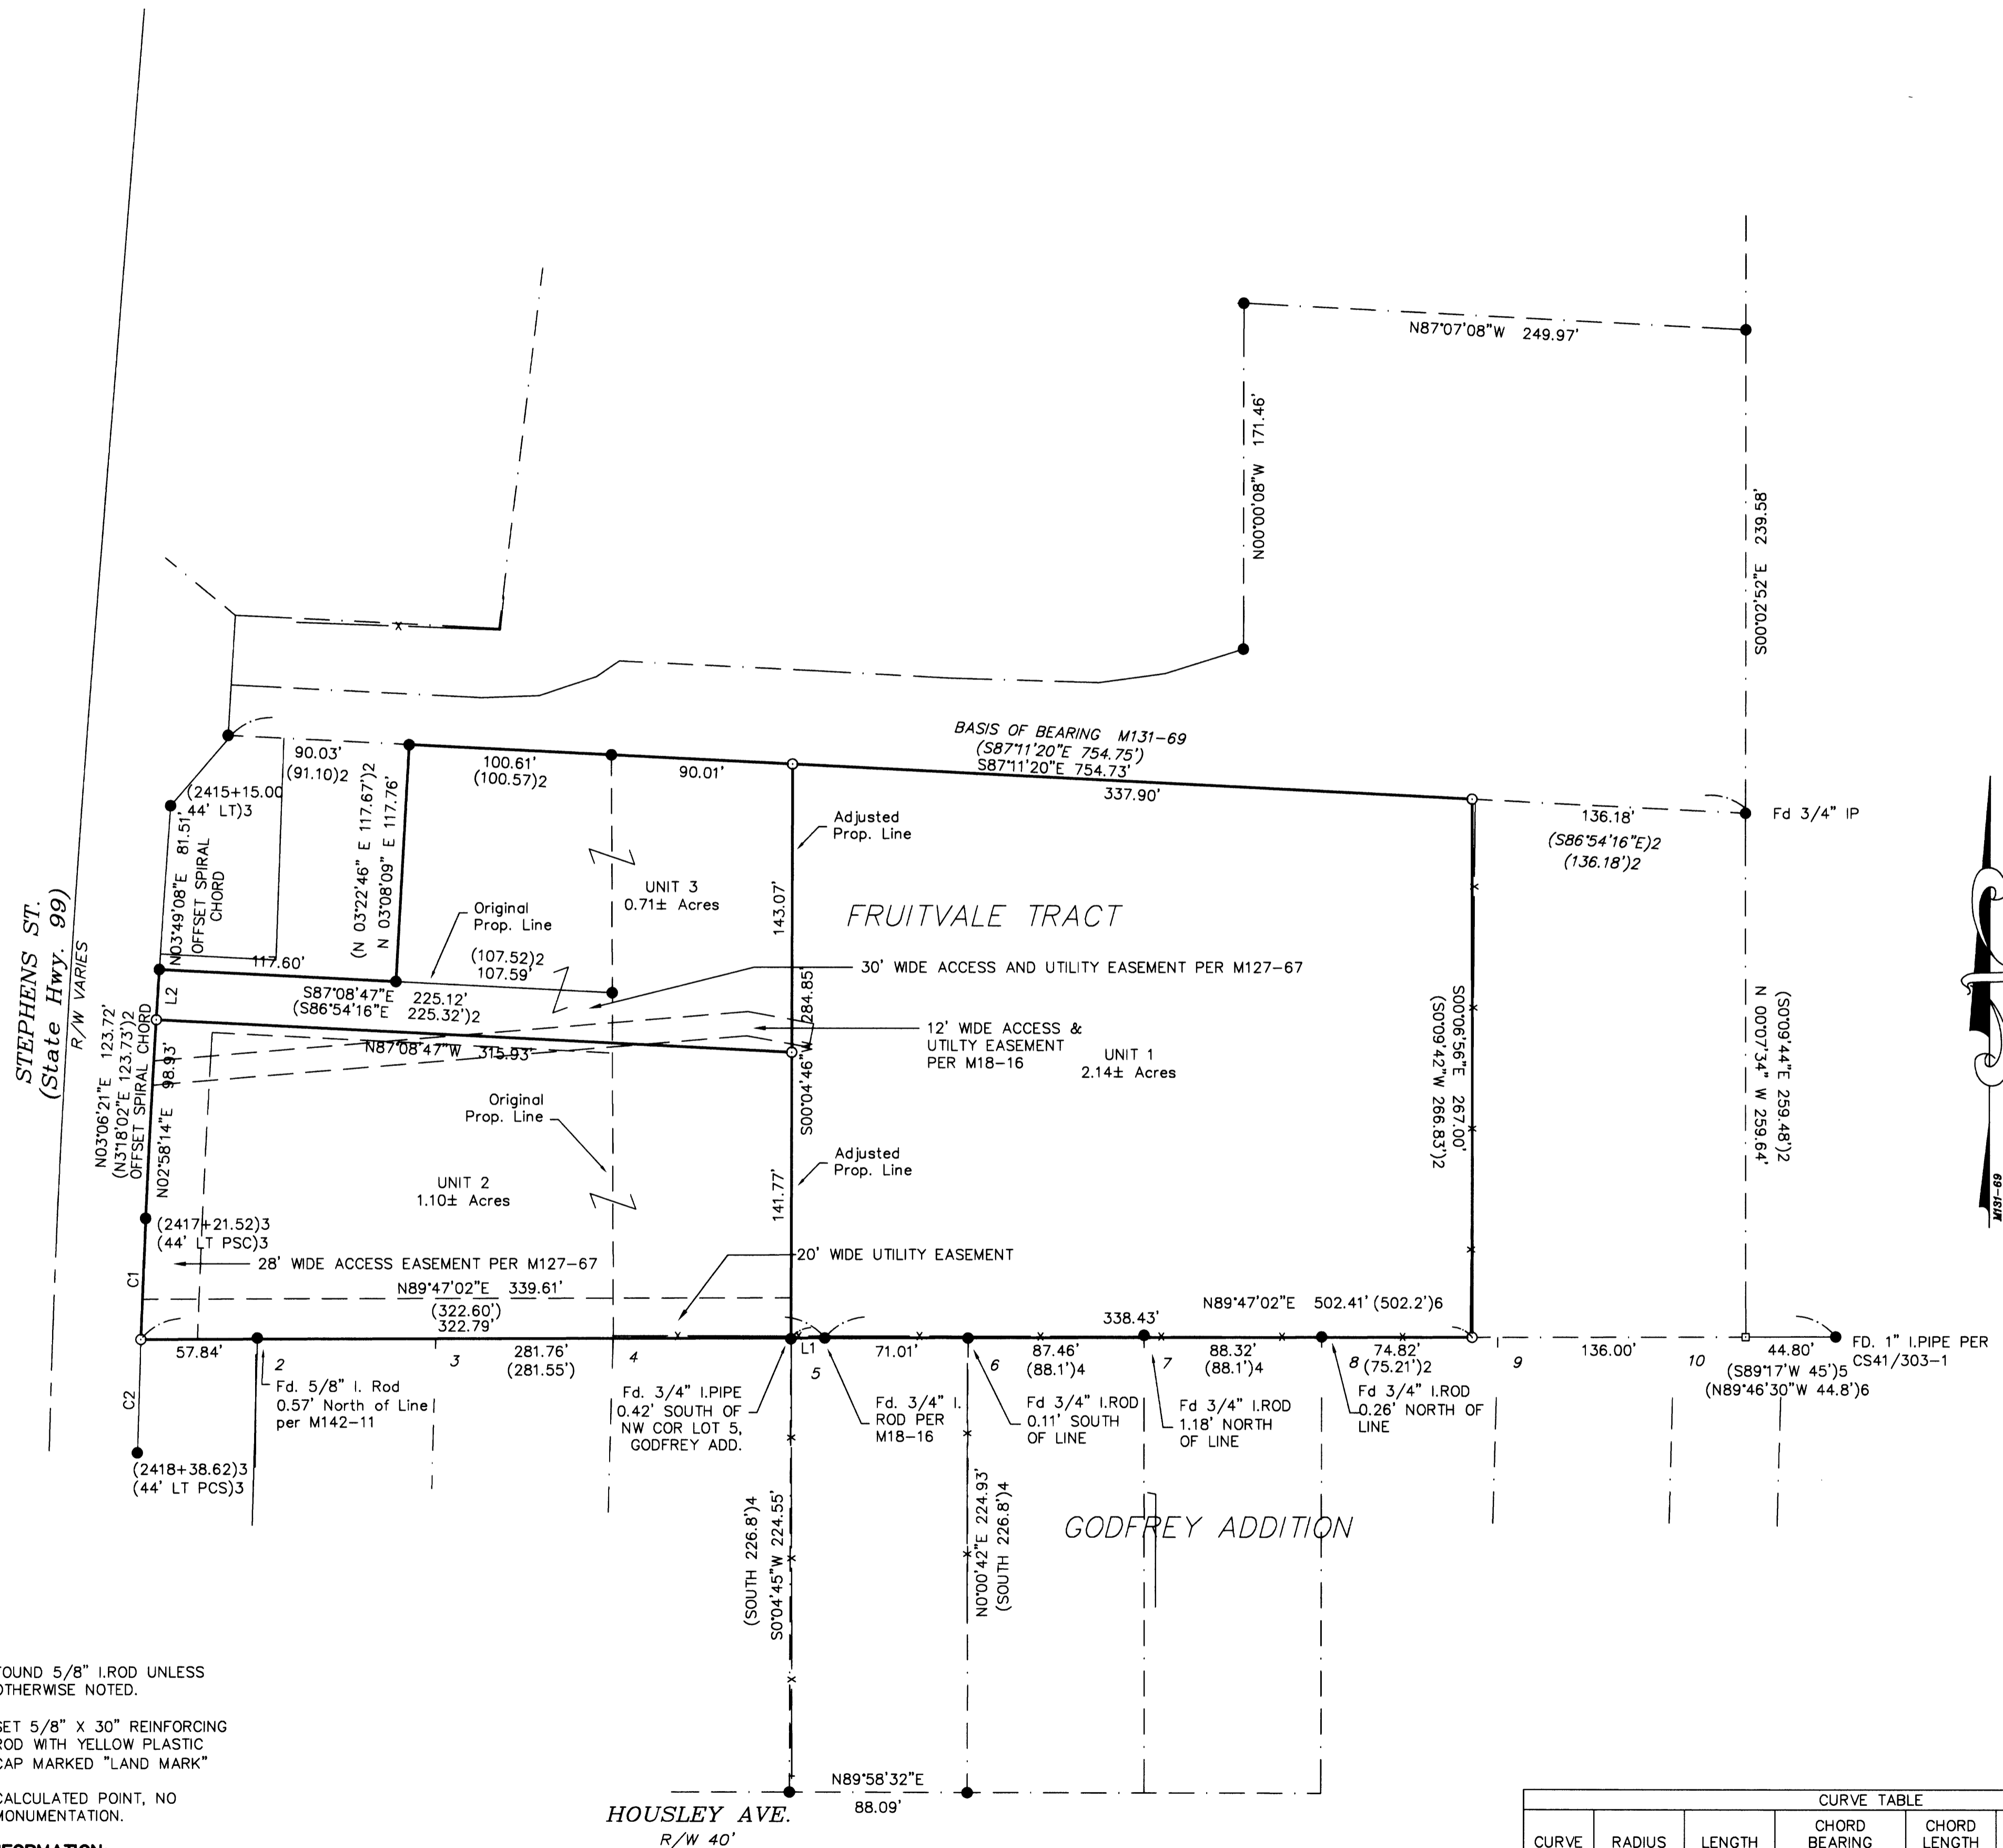 N87°07'08"W 249.97'
N00°00'08"W 171.46'
S00°02'52"E 239.58'
BASIS OF BEARING M131-69
(S87°11'20"E 754.75')
S87°11'20"E 754.73'
337.90'
90.03'
(91.10)2
100.61'
(100.57)2
90.01'
(2415+15.00
44' LT)3
Fd 3/4" IP
136.18'
(S86°54'16"E)2
(136.18')2
N03°49'08"E 81.51'
OFFSET SPIRAL
CHORD
(N 03°22'46" E 117.67')2
N 03°08'09" E 117.76'
Adjusted
Prop. Line
UNIT 3
0.71± Acres
143.07'
FRUITVALE TRACT
Original
Prop. Line
(107.52)2
107.59'
117.60'
STEPHENS ST.
(State Hwy. 99)
R/W VARIES
30' WIDE ACCESS AND UTILITY EASEMENT PER M127-67
L2
S87°08'47"E 225.12'
(S86°54'16"E 225.32')2
N87°08'47"W 315.93'
S00°04'46"W 284.85'
12' WIDE ACCESS &
UTILTY EASEMENT
PER M18-16
UNIT 1
2.14± Acres
S00°06'56"E 267.00'
(S0°09'42"W 266.83')2
(S0°09'44"E 259.48')2
N 00°07'34" W 259.64'
N03°06'21"E 123.72'
(N3°18'02"E 123.73')2
OFFSET SPIRAL CHORD
N02°58'14"E 98.93'
Original
Prop. Line
Adjusted
Prop. Line
UNIT 2
1.10± Acres
141.77'
M131-69
(2417+21.52)3
(44' LT PSC)3
28' WIDE ACCESS EASEMENT PER M127-67
20' WIDE UTILITY EASEMENT
C1
N89°47'02"E 339.61'
(322.60')
322.79'
N89°47'02"E 502.41' (502.2')6
338.43'
57.84'
2
3
281.76'
(281.55')
4
L1
5
71.01'
6
87.46'
(88.1')4
7
88.32'
(88.1')4
8
74.82'
(75.21')2
9
136.00'
10
44.80'
(S89°17'W 45')5
(N89°46'30"W 44.8')6
FD. 1" I.PIPE PER
CS41/303-1
C2
Fd. 5/8" I. Rod
0.57' North of Line
per M142-11
Fd. 3/4" I.PIPE
0.42' SOUTH OF
NW COR LOT 5,
GODFREY ADD.
Fd. 3/4" I.
ROD PER
M18-16
Fd 3/4" I.ROD
0.11' SOUTH
OF LINE
Fd 3/4" I.ROD
1.18' NORTH
OF LINE
Fd 3/4" I.ROD
0.26' NORTH OF
LINE
(2418+38.62)3
(44' LT PCS)3
(SOUTH 226.8')4
S0°04'45"W 224.55'
N0°00'42"E 224.93'
(SOUTH 226.8')4
GODFREY ADDITION
OUND 5/8" I.ROD UNLESS
OTHERWISE NOTED.
SET 5/8" X 30" REINFORCING
ROD WITH YELLOW PLASTIC
CAP MARKED "LAND MARK"
CALCULATED POINT, NO
MONUMENTATION.
N89°58'32"E
88.09'
HOUSLEY AVE.
R/W 40'
CURVE TABLE
CURVE RADIUS LENGTH CHORD BEARING CHORD LENGTH